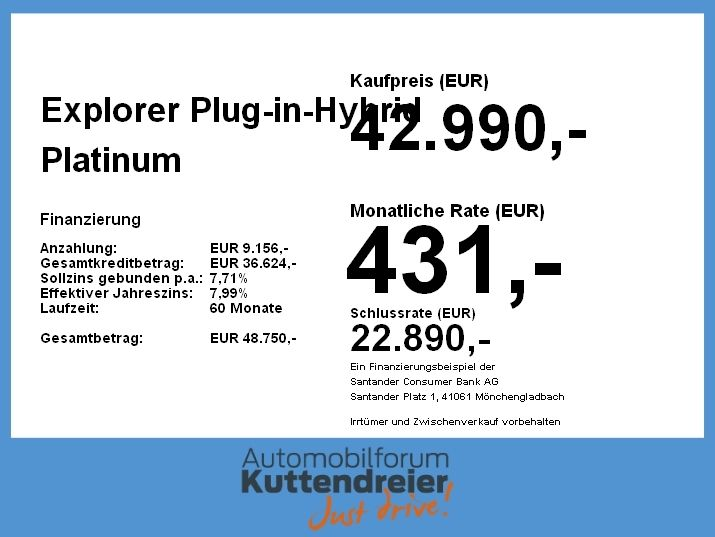 Explorer Plug-in-Hybrid
Platinum
Kaufpreis (EUR)
42.990,-
Finanzierung
Anzahlung: EUR 9.156,-
Gesamtkreditbetrag: EUR 36.624,-
Sollzins gebunden p.a.: 7,71%
Effektiver Jahreszins: 7,99%
Laufzeit: 60 Monate
Gesamtbetrag: EUR 48.750,-
Monatliche Rate (EUR)
431,-
Schlussrate (EUR)
22.890,-
Ein Finanzierungsbeispiel der
Santander Consumer Bank AG
Santander Platz 1, 41061 Mönchengladbach
Irrtümer und Zwischenverkauf vorbehalten
Automobilforum
Kuttendreier
Just drive!